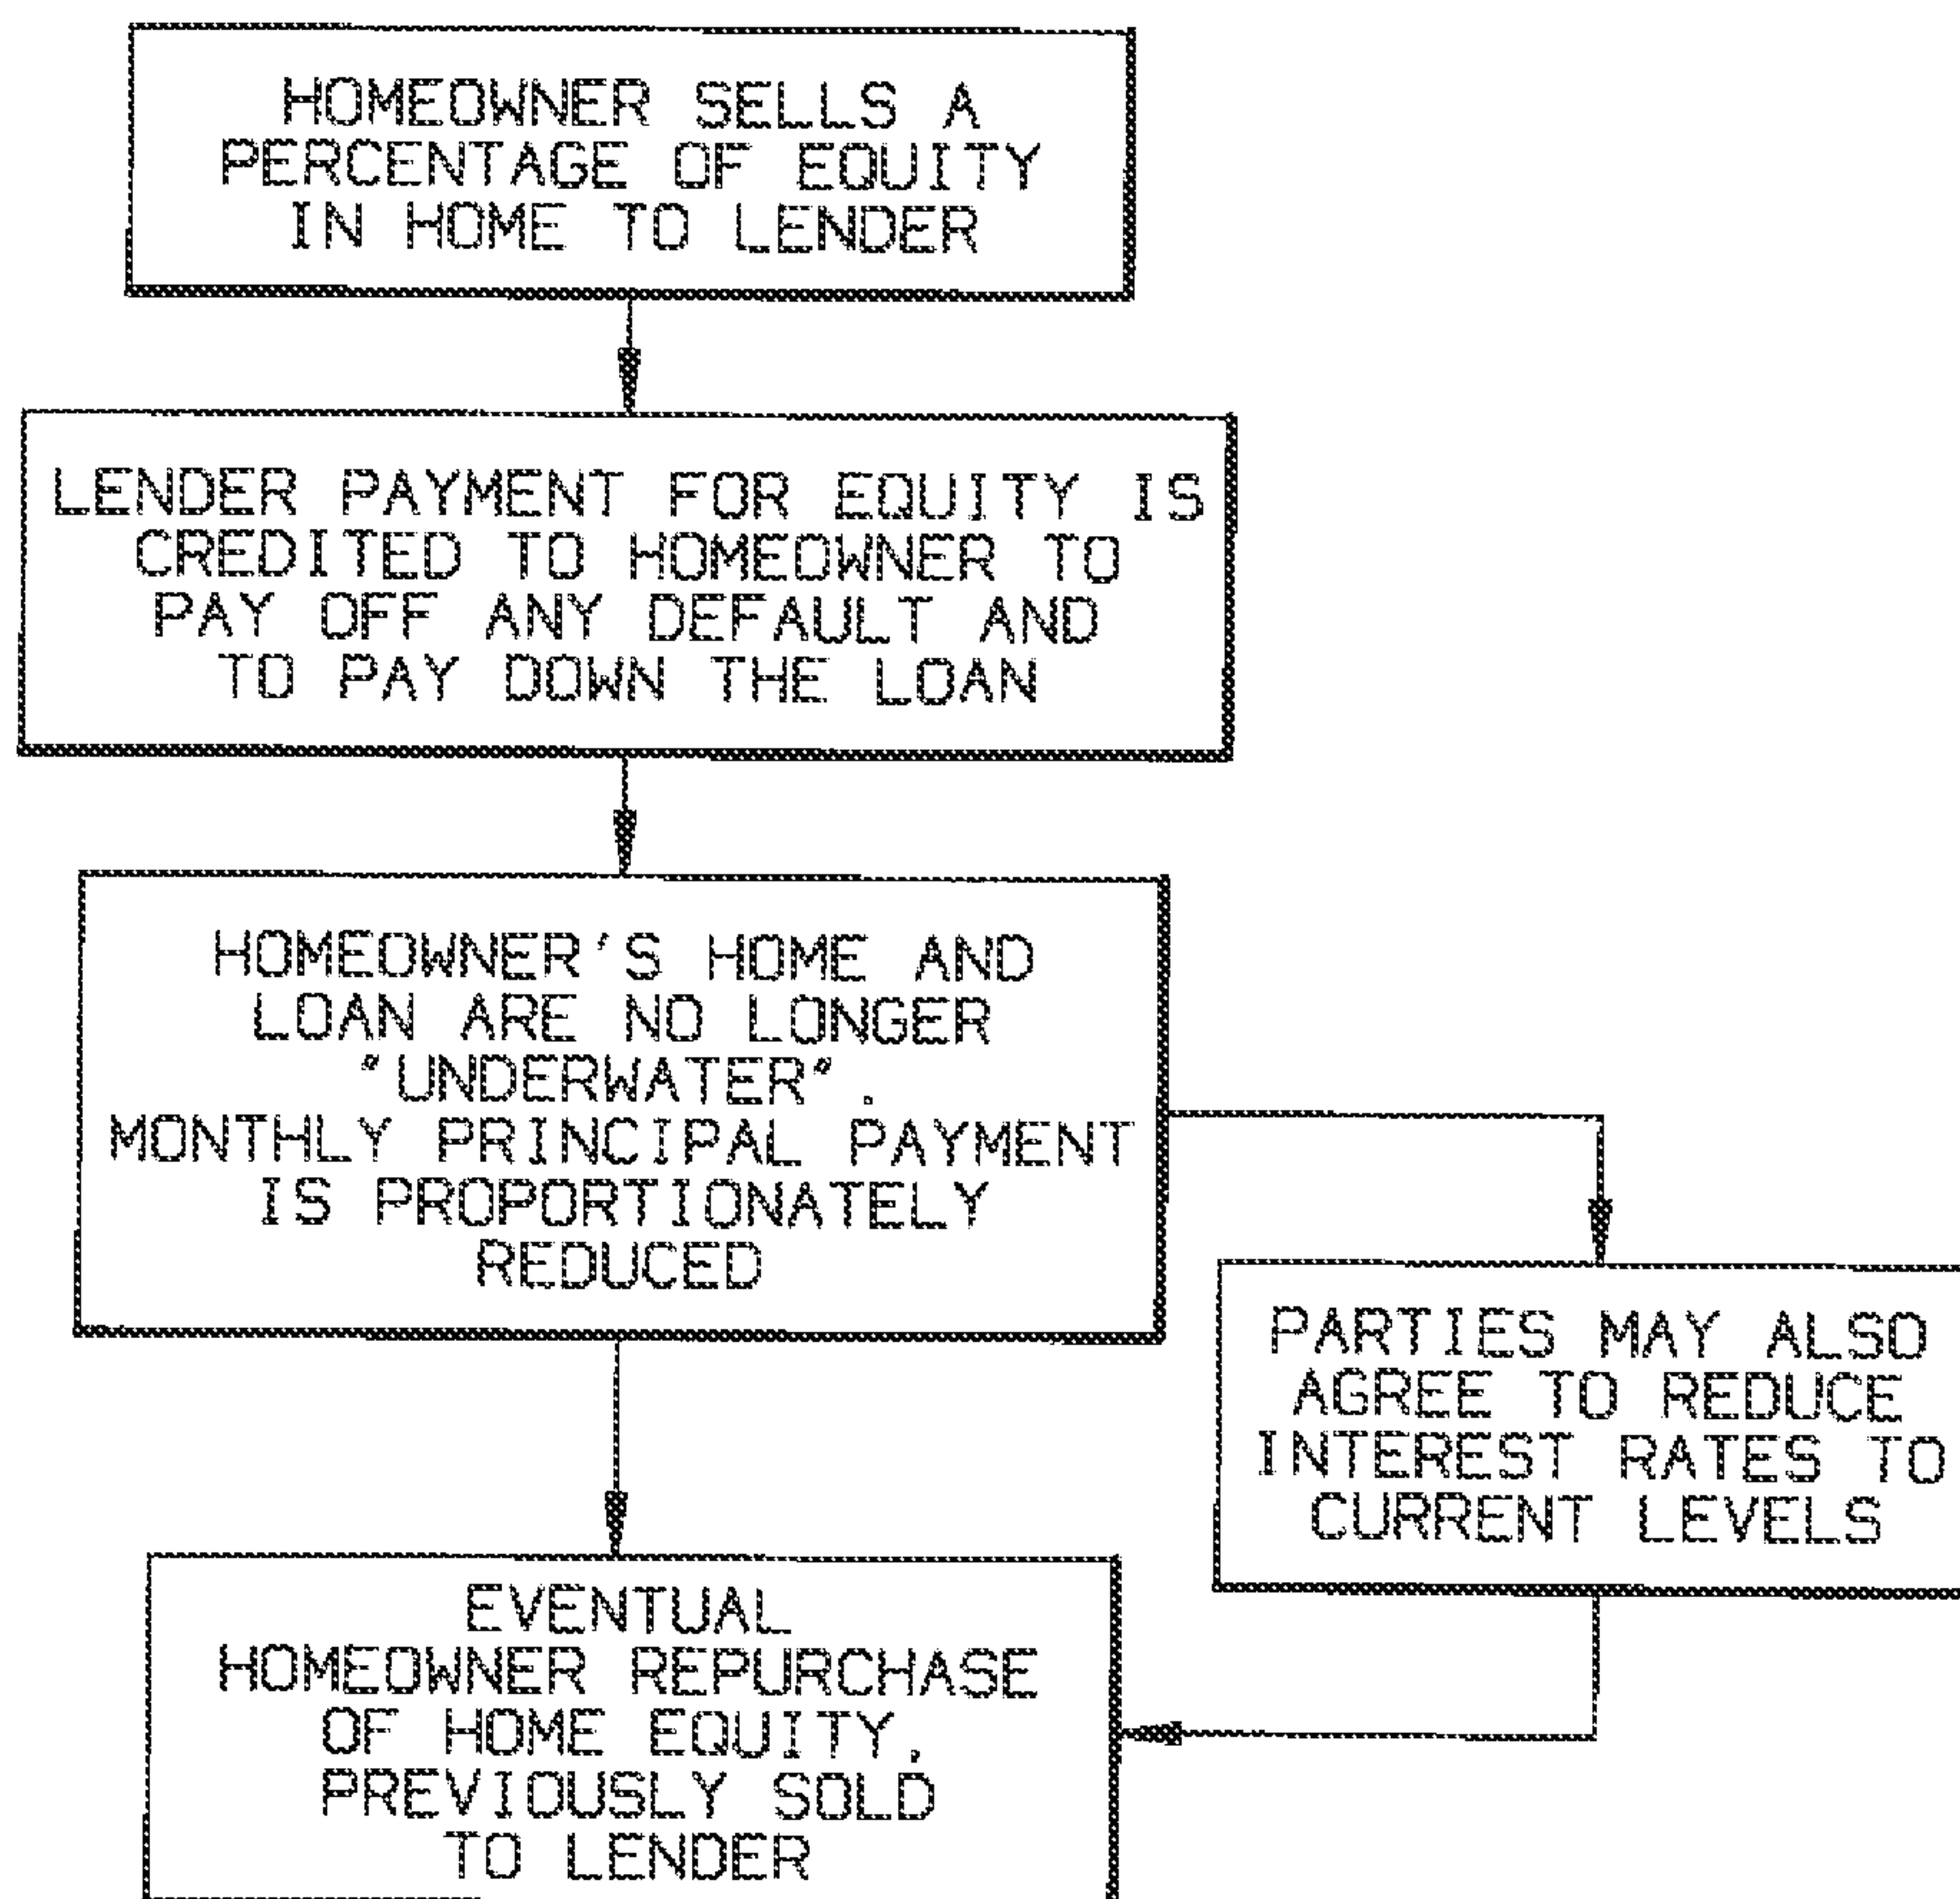 HOMEOWNER SELLS A
PERCENTAGE OF EQUITY
IN HOME TO LENDER
LENDER PAYMENT FOR EQUITY IS
CREDITED TO HOMEOWNER TO
PAY OFF ANY DEFAULT AND
TO PAY DOWN THE LOAN
HOMEOWNER'S HOME AND
LOAN ARE NO LONGER
"UNDERWATER".
MONTHLY PRINCIPAL PAYMENT
IS PROPORTIONATELY
REDUCED
PARTIES MAY ALSO
AGREE TO REDUCE
INTEREST RATES TO
CURRENT LEVELS
EVENTUAL
HOMEOWNER REPURCHASE
OF HOME EQUITY,
PREVIOUSLY SOLD
TO LENDER